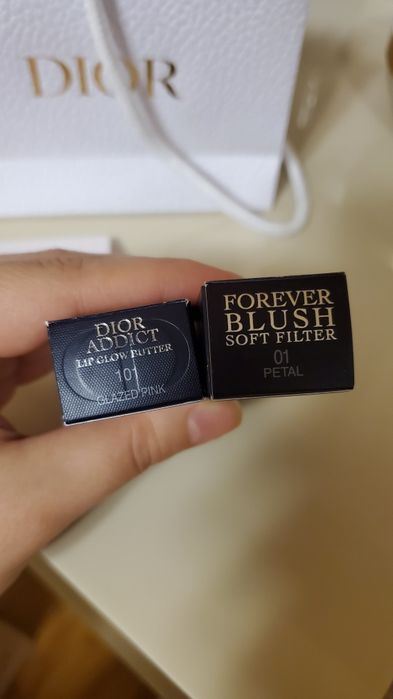 DIOR
DIOR
ADDICT
LIP GLOW BUTTER
101
GLAZED PINK
FOREVER
BLUSH
SOFT FILTER
01
PETAL